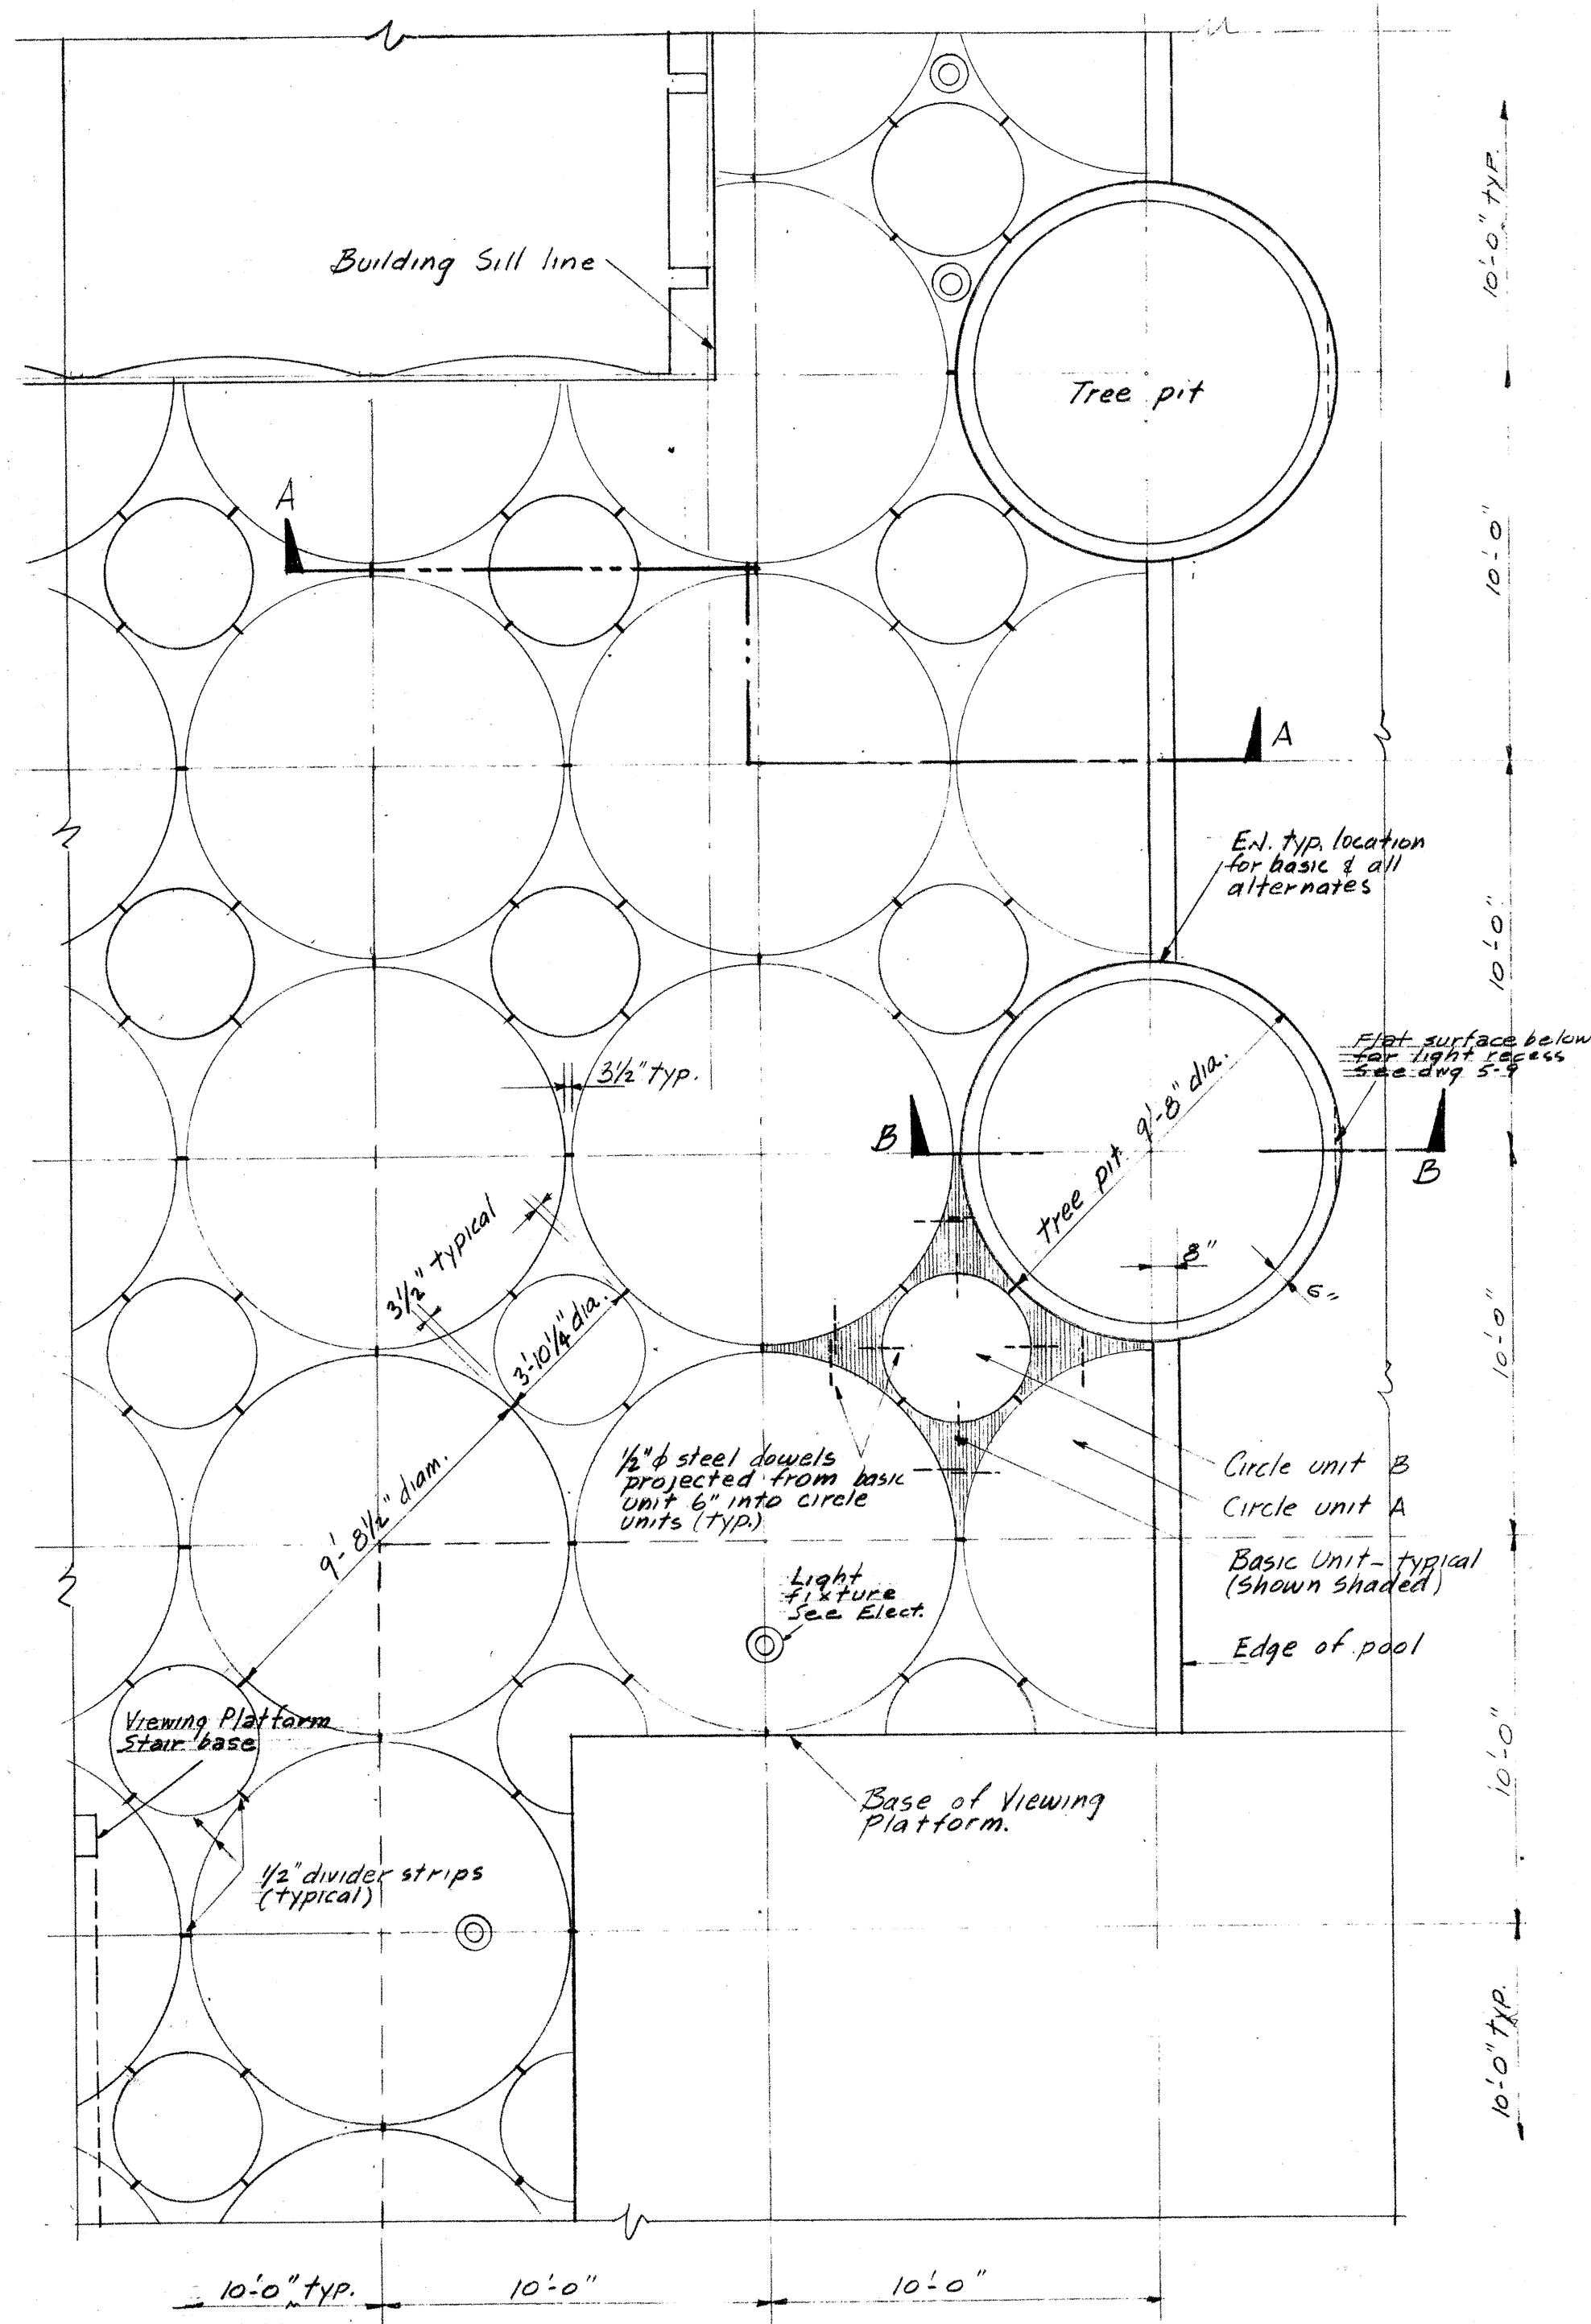 10'-0" typ.
Building Sill line
Tree pit
A
10'-0"
A
EN. typ. location
for basic & all
alternates
10'-0"
Flat surface below
for light recess
See dwg 5-9
3½" typ.
B
B
tree pit 9'-8" dia.
3½" typical
8"
6"
3'-10¼" dia.
10'-0"
½"ϕ steel dowels
projected from basic
unit 6" into circle
units (typ.)
Circle unit B
Circle unit A
9'-8½" diam.
Basic Unit - typical
(shown shaded)
Light
fixture
See Elect.
Edge of pool
Viewing Platform
Stair base
10'-0"
Base of Viewing
Platform.
1/2" divider strips
(typical)
10'-0" typ.
10'-0" typ.
10'-0"
10'-0"